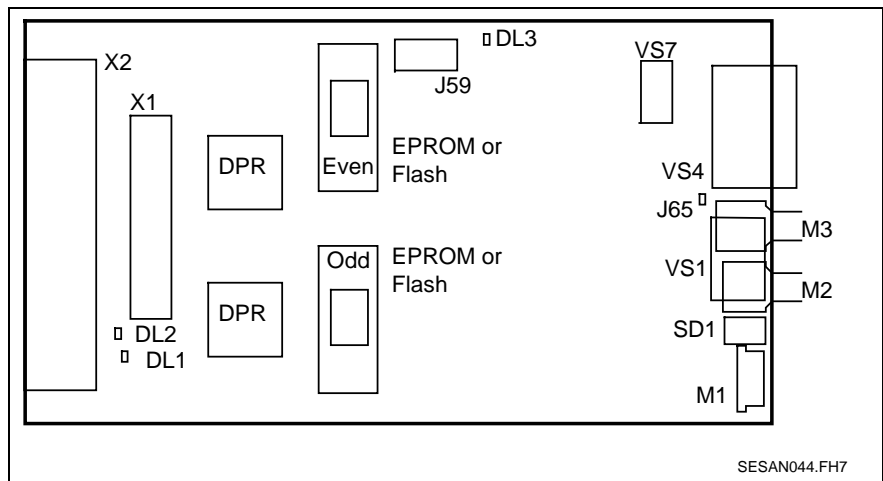 X2
X1
DPR
Even
EPROM or
Flash
J59
DL3
VS7
VS4
J65
M3
VS1
M2
Odd
EPROM or
Flash
DPR
DL2
DL1
SD1
M1
SESAN044.FH7